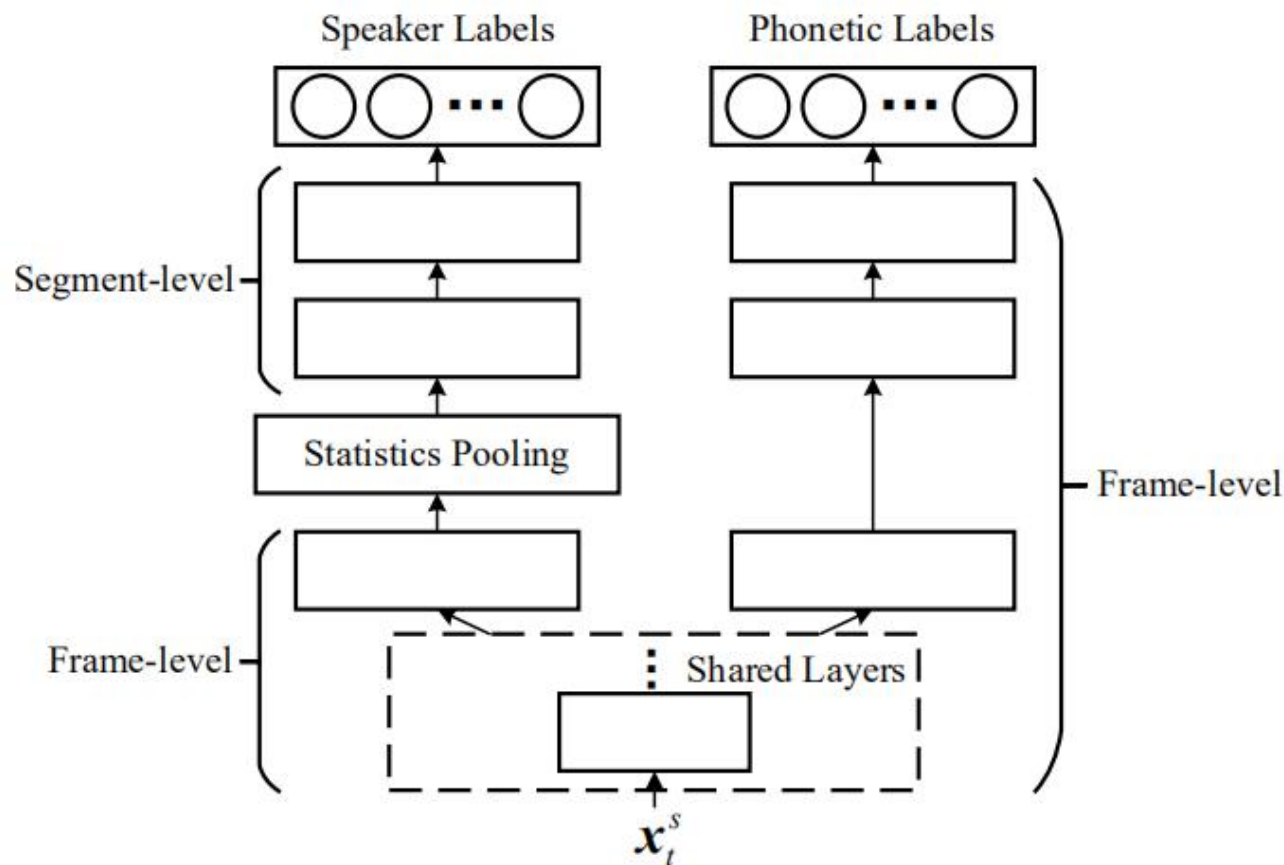 Speaker Labels
Phonetic Labels
Segment-level
Statistics Pooling
Frame-level
Frame-level
Shared Layers
x_t^s